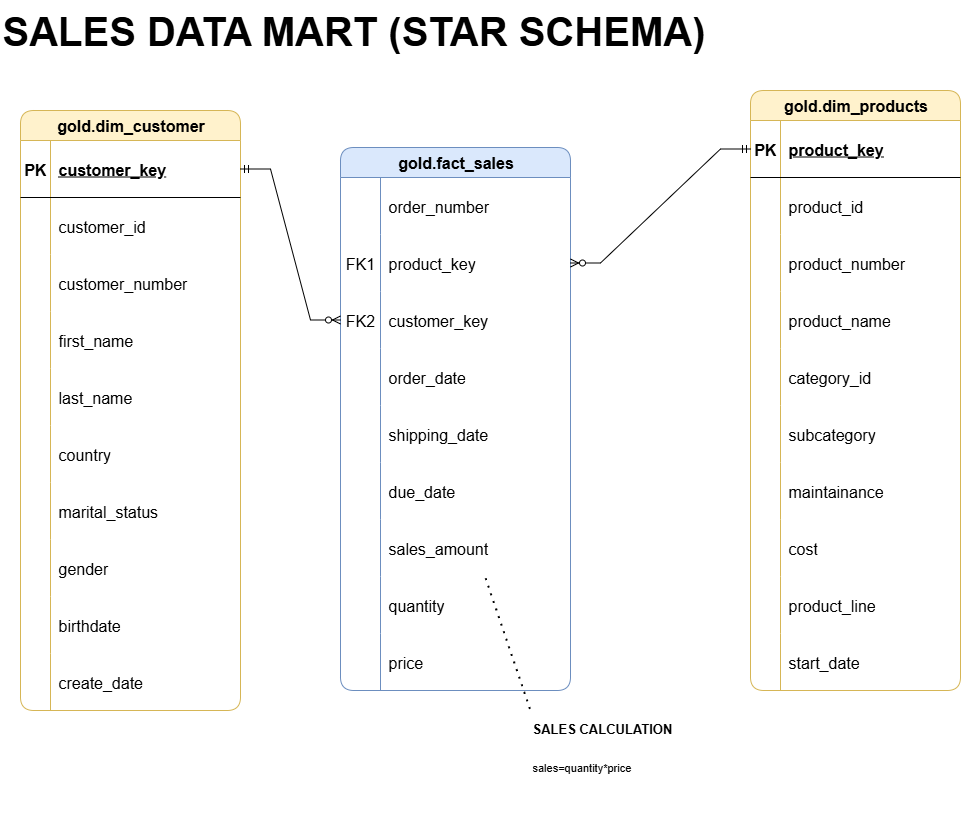 SALES DATA MART (STAR SCHEMA)
gold.dim_customer
PK customer_key
customer_id
customer_number
first_name
last_name
country
marital_status
gender
birthdate
create_date
gold.fact_sales
order_number
FK1 product_key
FK2 customer_key
order_date
shipping_date
due_date
sales_amount
quantity
price
SALES CALCULATION
sales=quantity*price
gold.dim_products
PK product_key
product_id
product_number
product_name
category_id
subcategory
maintainance
cost
product_line
start_date